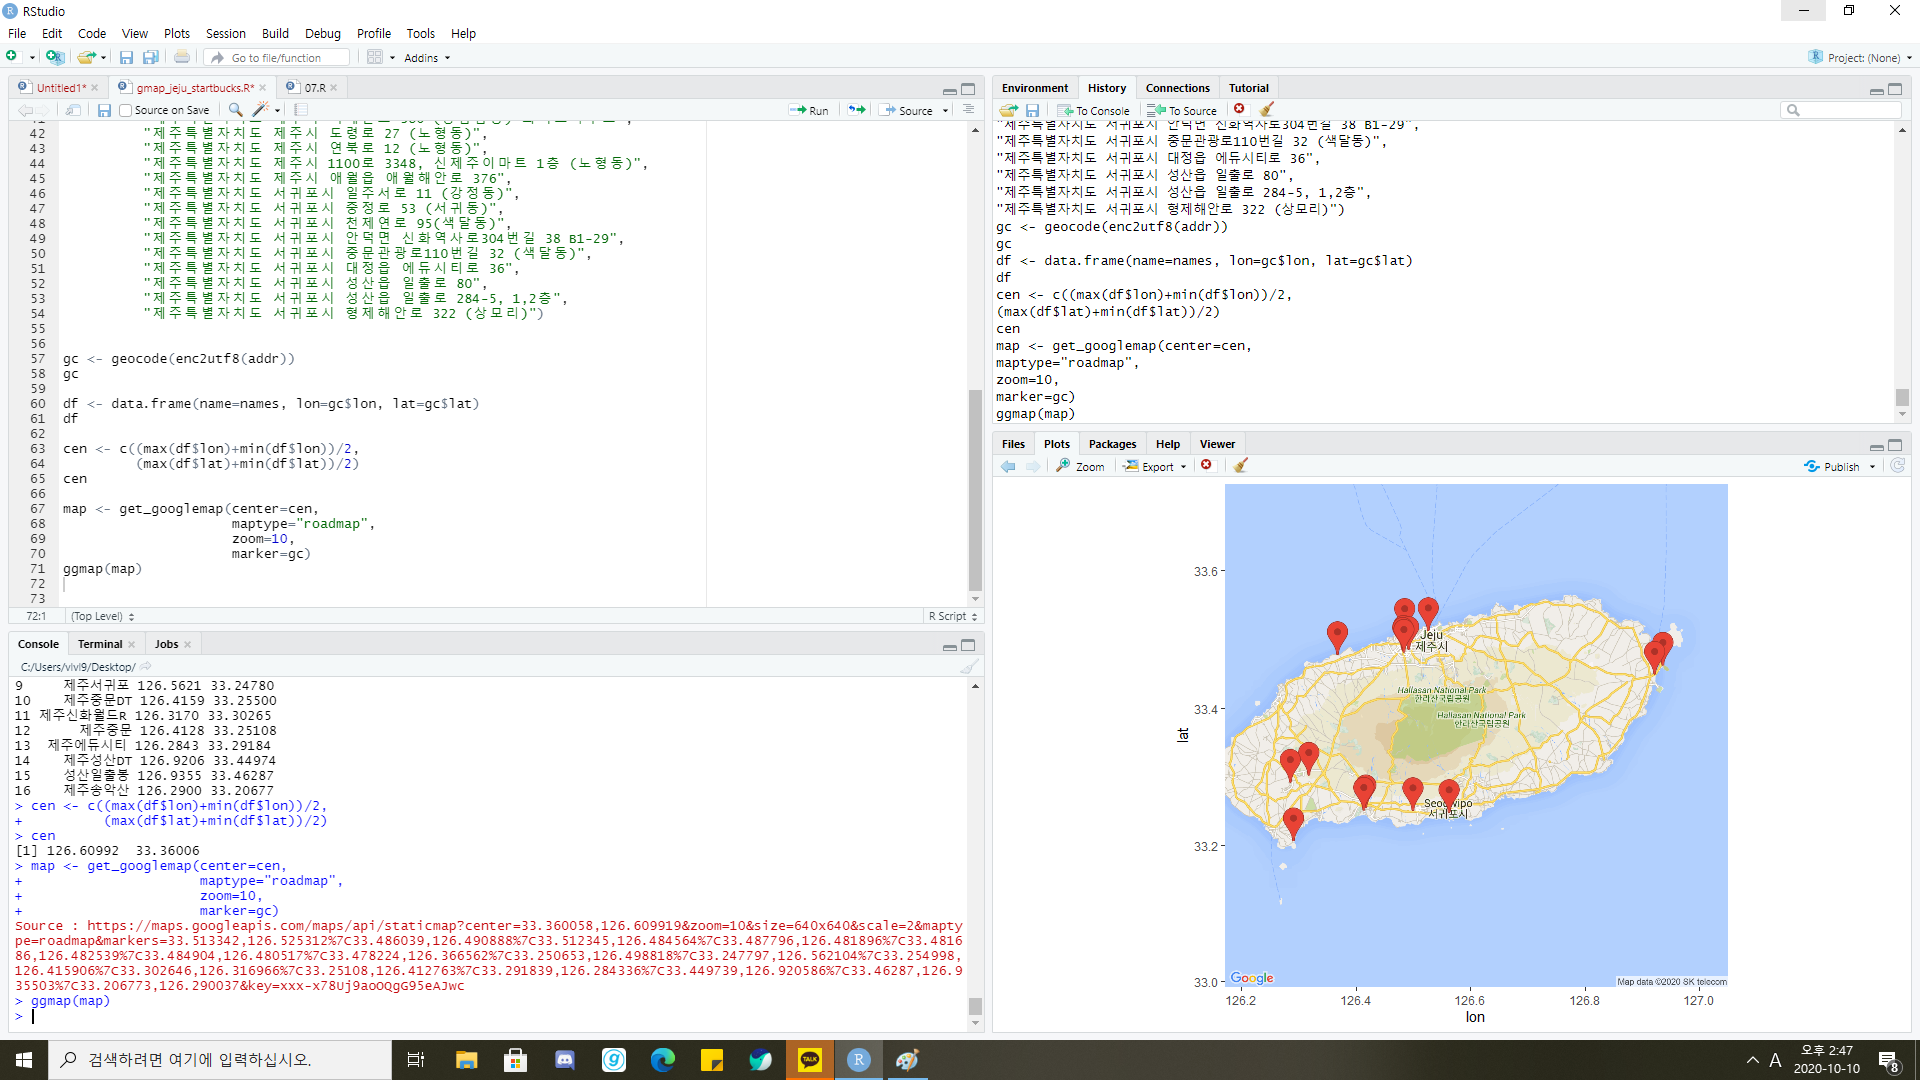 RStudio
File Edit Code View Plots Session Build Debug Profile Tools Help
Go to file/function Addins Project: (None)
Untitled1* gmap_jeju_startbucks.R* 07.R
Source on Save Run Source
42 "제주특별자치도 제주시 도령로 27 (노형동)",
43 "제주특별자치도 제주시 연북로 12 (노형동)",
44 "제주특별자치도 제주시 1100로 3348, 신제주이마트 1층 (노형동)",
45 "제주특별자치도 제주시 애월읍 애월해안로 376",
46 "제주특별자치도 서귀포시 일주서로 11 (강정동)",
47 "제주특별자치도 서귀포시 중정로 53 (서귀동)",
48 "제주특별자치도 서귀포시 천제연로 95(색달동)",
49 "제주특별자치도 서귀포시 안덕면 신화역사로304번길 38 B1-29",
50 "제주특별자치도 서귀포시 중문관광로110번길 32 (색달동)",
51 "제주특별자치도 서귀포시 대정읍 에듀시티로 36",
52 "제주특별자치도 서귀포시 성산읍 일출로 80",
53 "제주특별자치도 서귀포시 성산읍 일출로 284-5, 1,2층",
54 "제주특별자치도 서귀포시 형제해안로 322 (상모리)")
55
56
57 gc <- geocode(enc2utf8(addr))
58 gc
59
60 df <- data.frame(name=names, lon=gc$lon, lat=gc$lat)
61 df
62
63 cen <- c((max(df$lon)+min(df$lon))/2,
64 (max(df$lat)+min(df$lat))/2)
65 cen
66
67 map <- get_googlemap(center=cen,
68 maptype="roadmap",
69 zoom=10,
70 marker=gc)
71 ggmap(map)
72
73
72:1 (Top Level) R Script
Console Terminal Jobs
C:/Users/vlvl9/Desktop/
9 제주서귀포 126.5621 33.24780
10 제주중문DT 126.4159 33.25500
11 제주신화월드R 126.3170 33.30265
12 제주중문 126.4128 33.25108
13 제주에듀시티 126.2843 33.29184
14 제주성산DT 126.9206 33.44974
15 성산일출봉 126.9355 33.46287
16 제주송악산 126.2900 33.20677
> cen <- c((max(df$lon)+min(df$lon))/2,
+ (max(df$lat)+min(df$lat))/2)
> cen
[1] 126.60992 33.36006
> map <- get_googlemap(center=cen,
+ maptype="roadmap",
+ zoom=10,
+ marker=gc)
Source : https://maps.googleapis.com/maps/api/staticmap?center=33.360058,126.609919&zoom=10&size=640x640&scale=2&mapty
pe=roadmap&markers=33.513342,126.525312%7C33.486039,126.490888%7C33.512345,126.484564%7C33.487796,126.481896%7C33.4816
86,126.482539%7C33.484904,126.480517%7C33.478224,126.366562%7C33.250653,126.498818%7C33.247797,126.562104%7C33.254998,
126.415906%7C33.302646,126.316966%7C33.25108,126.412763%7C33.291839,126.284336%7C33.449739,126.920586%7C33.46287,126.9
35503%7C33.206773,126.290037&key=xxx-x78Uj9aoOQgG95eAJwc
> ggmap(map)
>
Environment History Connections Tutorial
To Console To Source
"제주특별자치도 서귀포시 안덕면 신화역사로304번길 38 B1-29",
"제주특별자치도 서귀포시 중문관광로110번길 32 (색달동)",
"제주특별자치도 서귀포시 대정읍 에듀시티로 36",
"제주특별자치도 서귀포시 성산읍 일출로 80",
"제주특별자치도 서귀포시 성산읍 일출로 284-5, 1,2층",
"제주특별자치도 서귀포시 형제해안로 322 (상모리)")
gc <- geocode(enc2utf8(addr))
gc
df <- data.frame(name=names, lon=gc$lon, lat=gc$lat)
df
cen <- c((max(df$lon)+min(df$lon))/2,
(max(df$lat)+min(df$lat))/2)
cen
map <- get_googlemap(center=cen,
maptype="roadmap",
zoom=10,
marker=gc)
ggmap(map)
Files Plots Packages Help Viewer
Zoom Export Publish
33.6
33.4
33.2
33.0
lat
Jeju
제주시
Hallasan National Park
한라산국립공원
Hallasan National Park
한라산국립공원
Seogwipo
서귀포시
Google
Map data ©2020 SK telecom
126.2 126.4 126.6 126.8 127.0
lon
검색하려면 여기에 입력하십시오.
TALK
A
오후 2:47
2020-10-10
8